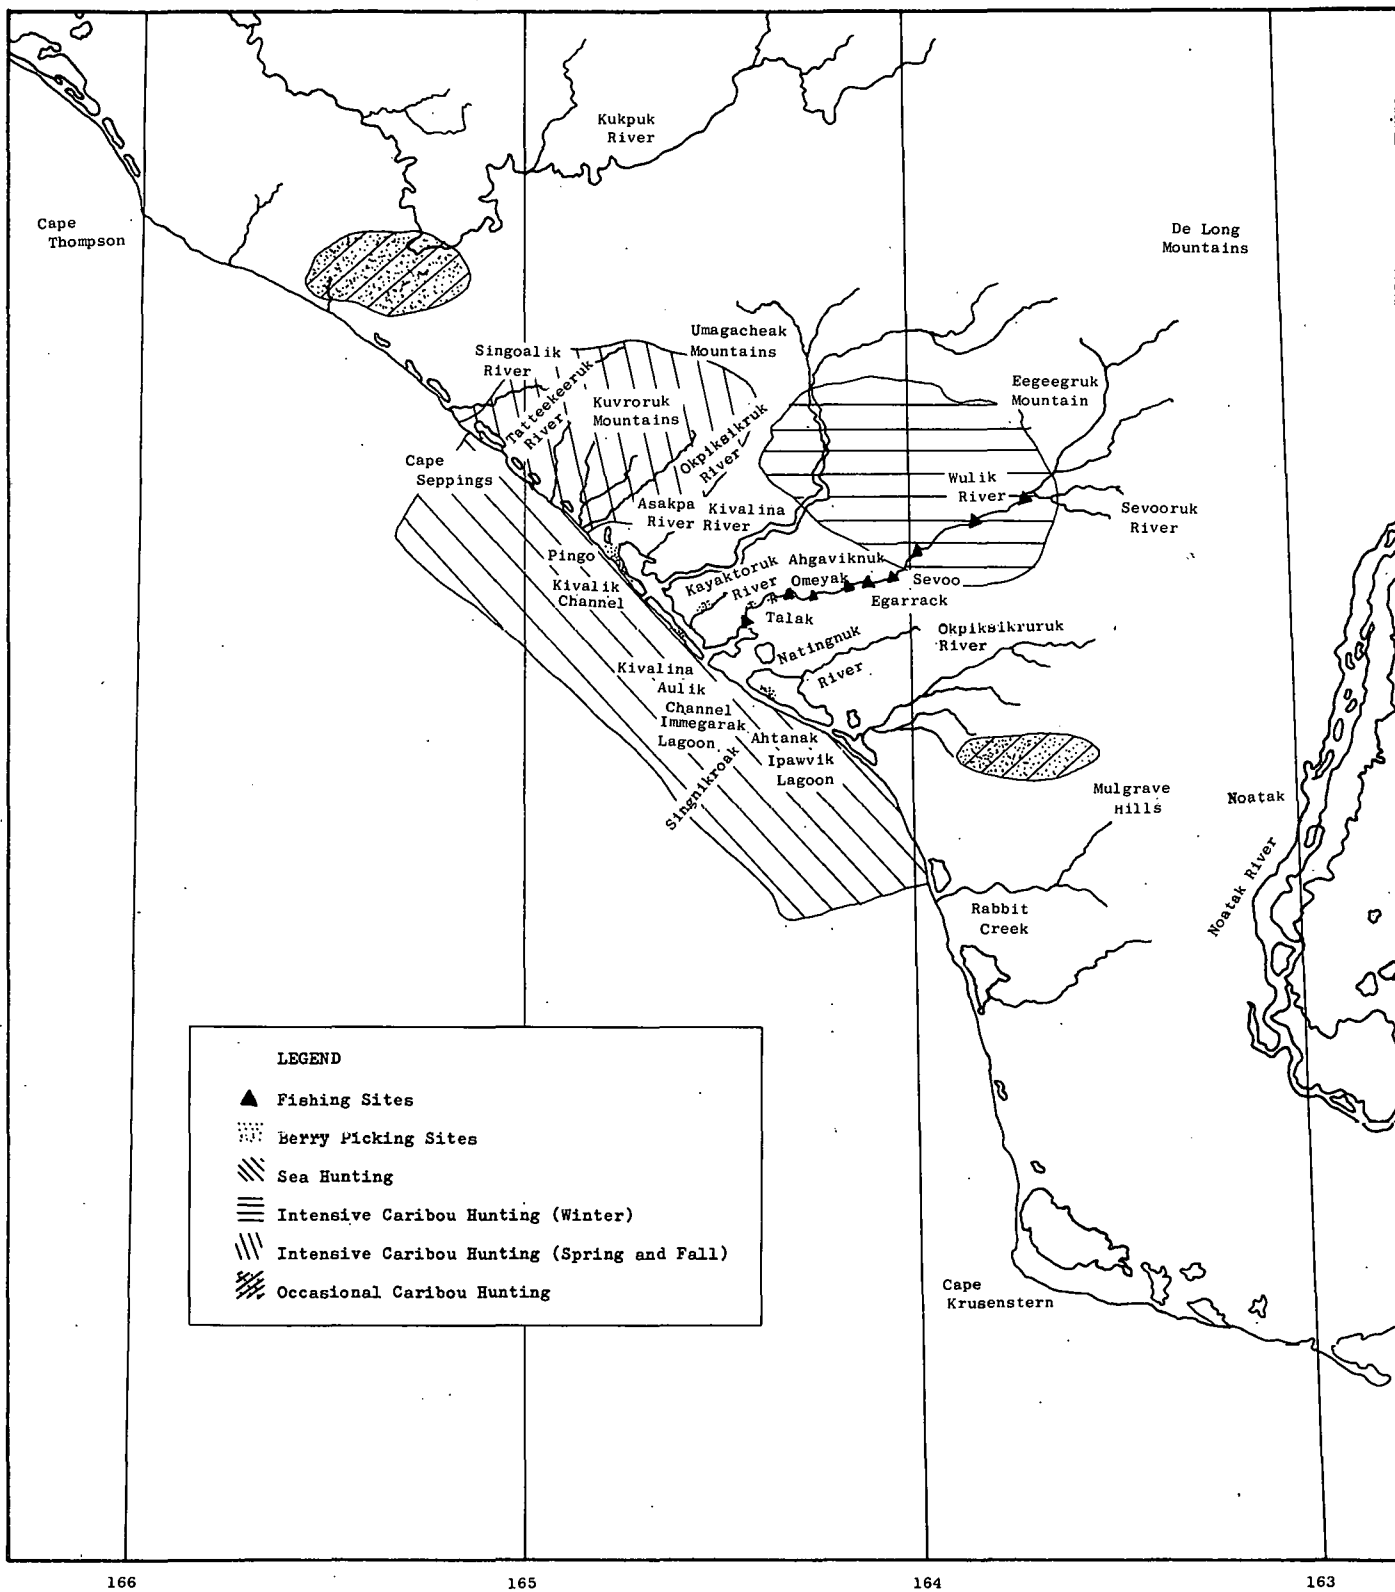 Kukpuk
River
Cape
Thompson
De Long
Mountains
Umagacheak
Mountains
Singoalik
River
Tatteekeeruk
River
Kuvroruk
Mountains
Okpiksikruk
River
Eegeegruk
Mountain
Cape
Seppings
Wulik
River
Asakpa
River
Kivalina
River
Sevooruk
River
Pingo
Kivalik
Channel
Kayaktoruk
River
Ahgaviknuk
Omeyak
Sevoo
Egarrack
Talak
Natingnuk
River
Okpiksikruruk
River
Kivalina
Aulik
Channel
Immegarak
Lagoon
Singnikroak
Ahtanak
Ipawvik
Lagoon
Mulgrave
Hills
Noatak
Noatak River
Rabbit
Creek
LEGEND
Fishing Sites
Berry Picking Sites
Sea Hunting
Intensive Caribou Hunting (Winter)
Intensive Caribou Hunting (Spring and Fall)
Occasional Caribou Hunting
Cape
Krusenstern
166
165
164
163